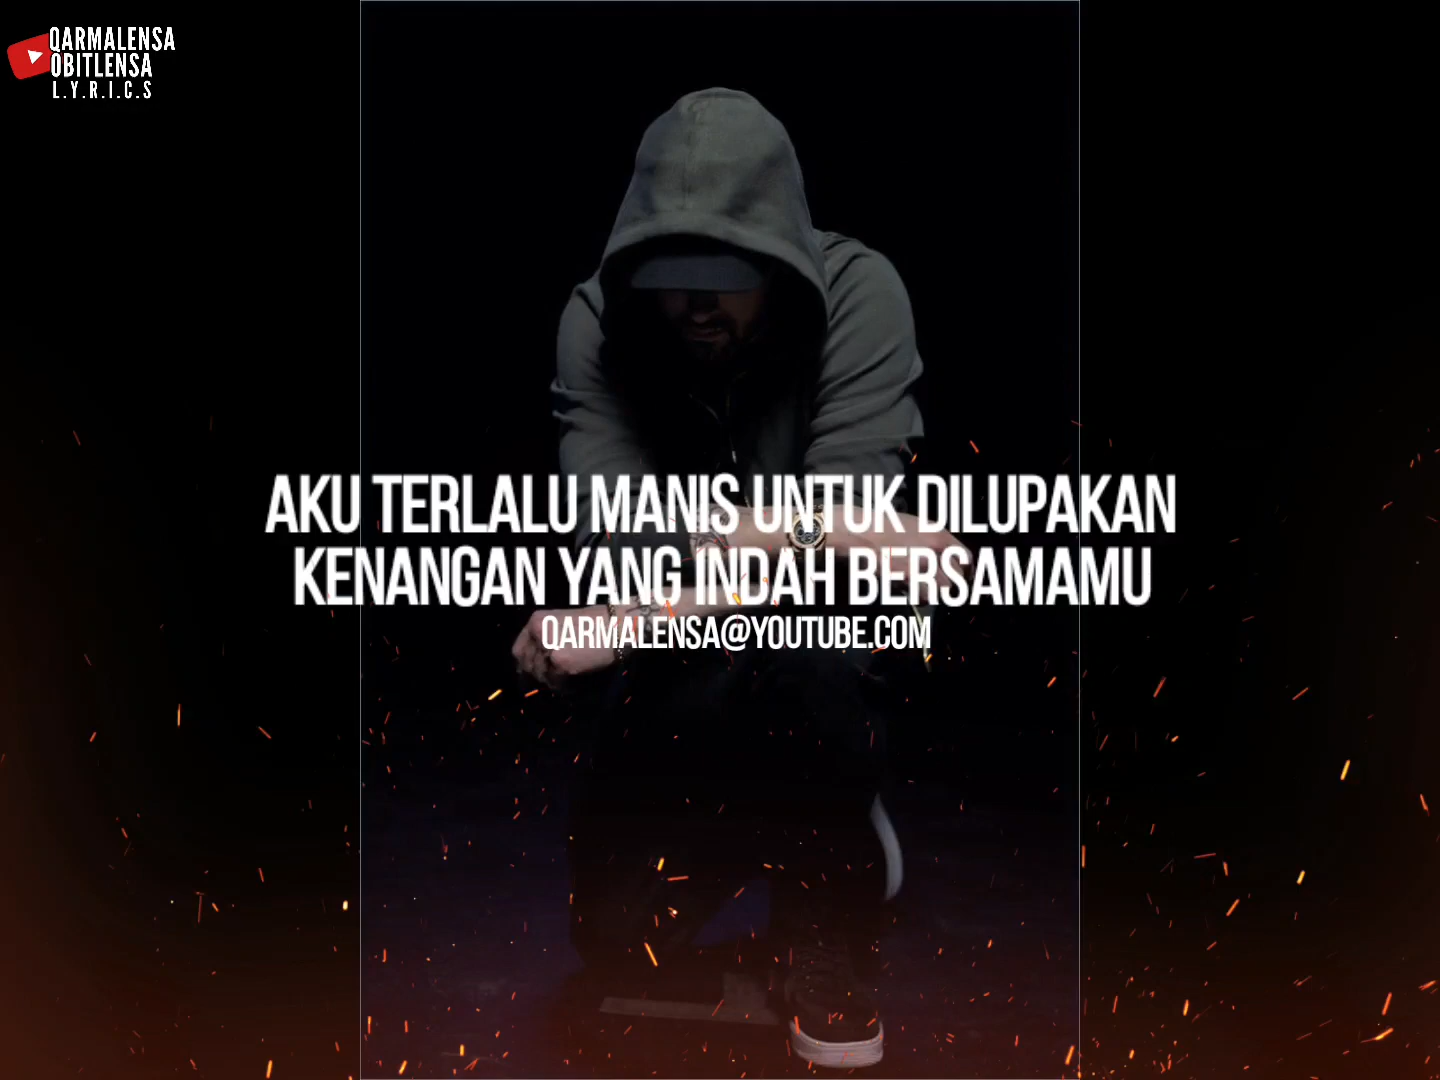 QARMALENSA
OBITLENSA
L.Y.R.I.C.S
AKU TERLALU MANIS UNTUK DILUPAKAN
KENANGAN YANG INDAH BERSAMAMU
QARMALENSA@YOUTUBE.COM